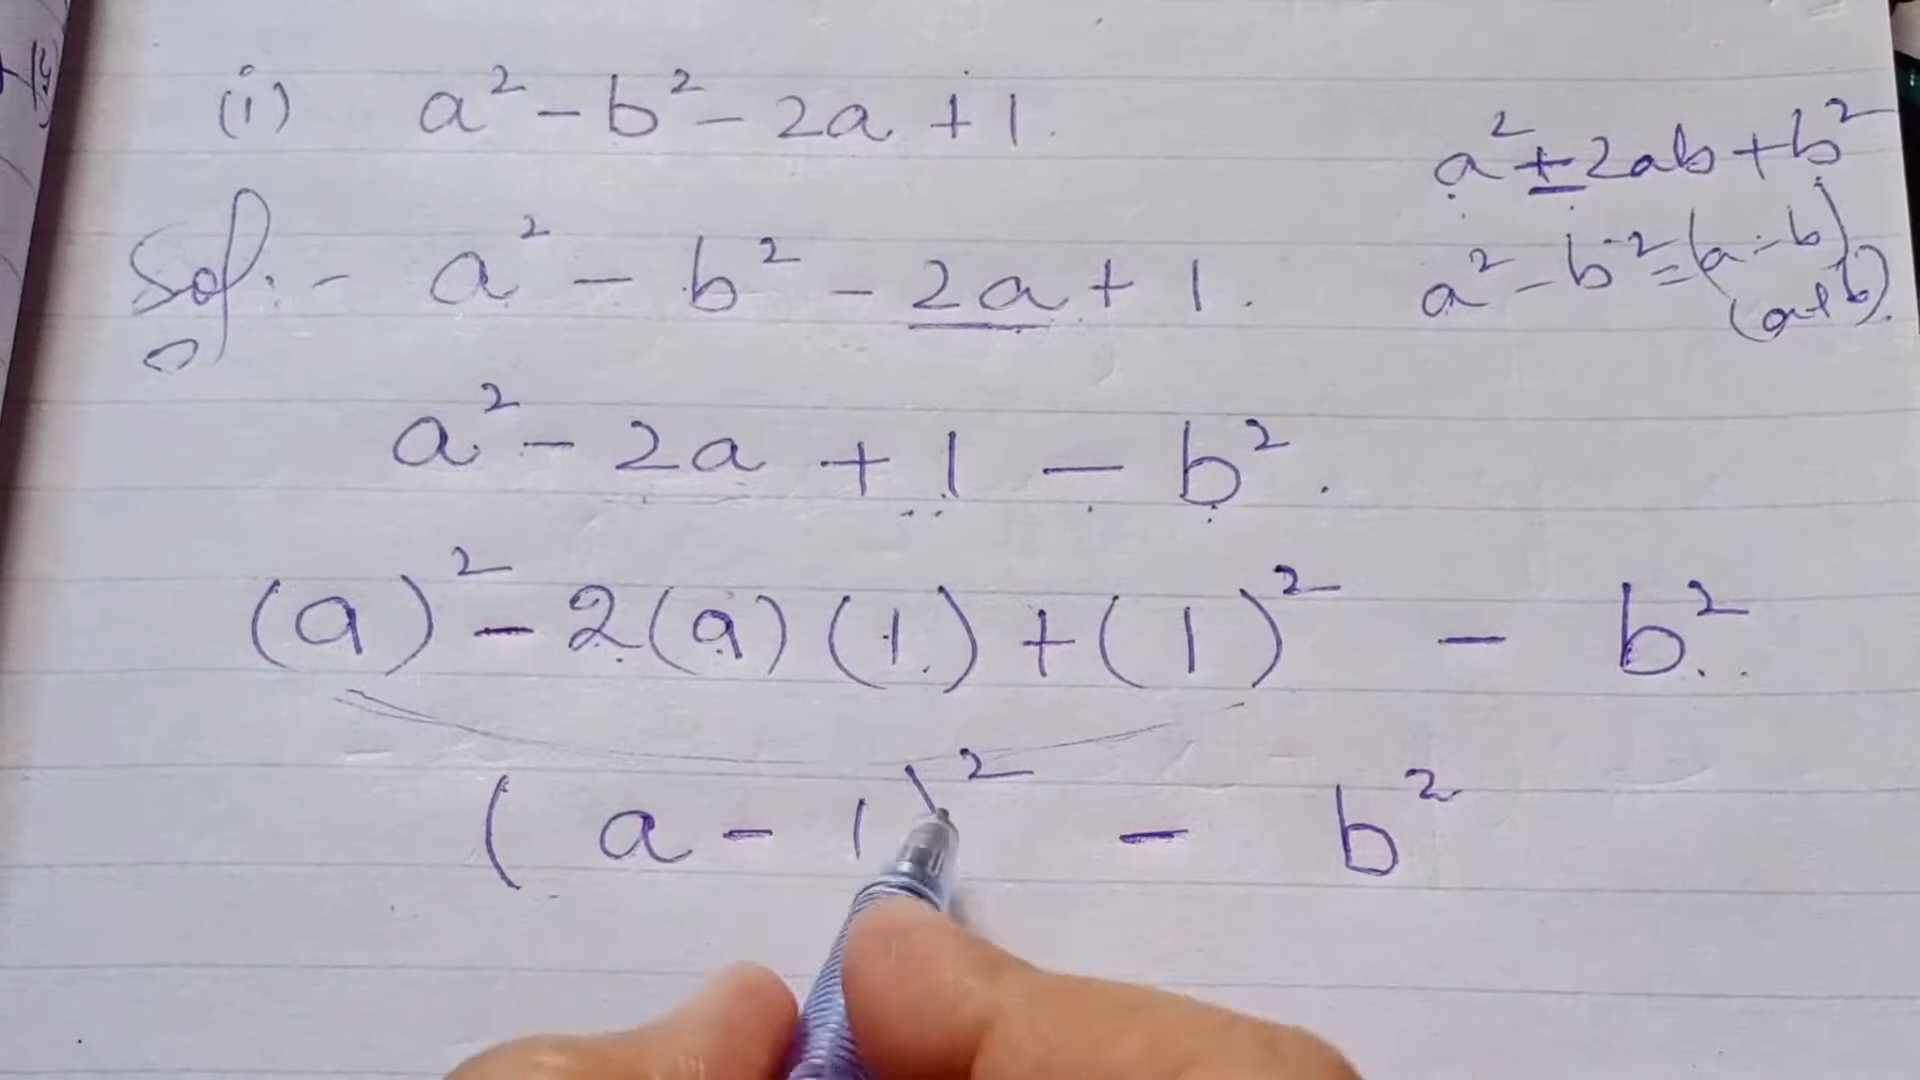 (i) a² - b² - 2a + 1.
a² ± 2ab + b²
Sol:- a² - b² - 2a + 1.
a² - b² = (a - b)
(a+b).
a² - 2a + 1 - b².
(a)² - 2(a)(1) + (1)² - b²
(a - 1)² - b²